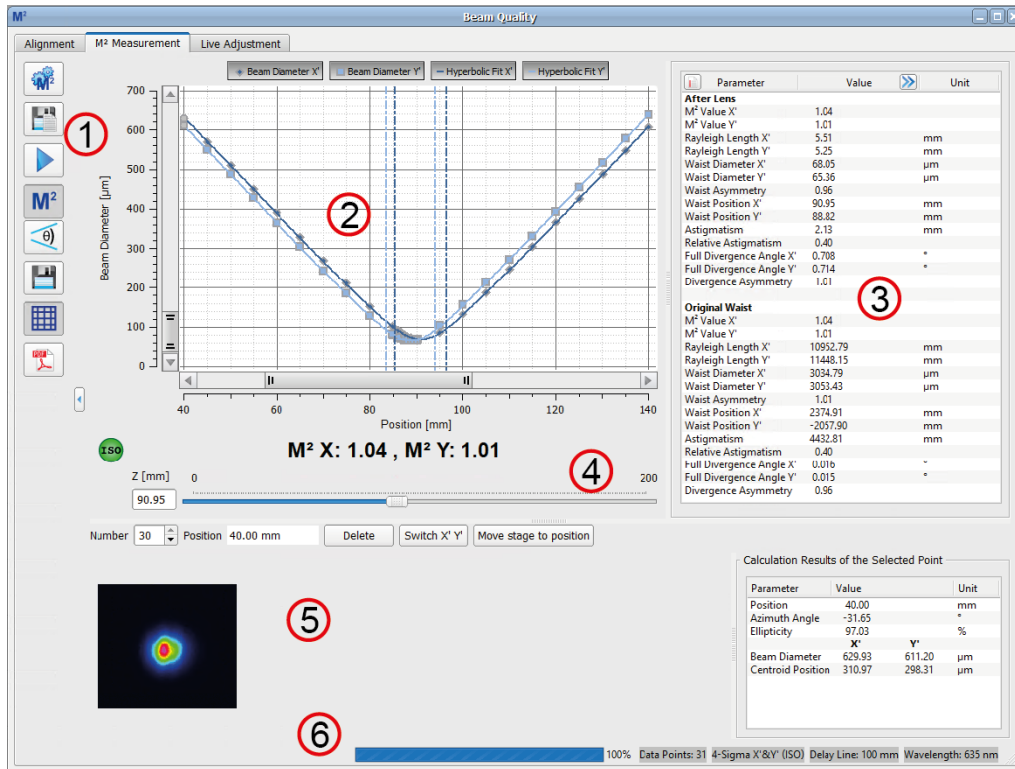 M² Beam Quality
Alignment M² Measurement Live Adjustment
M²
1
M²
θ)
PDF
Beam Diameter X' Beam Diameter Y' Hyperbolic Fit X' Hyperbolic Fit Y'
Beam Diameter [µm]
700
600
500
400
300
200
100
0
2
40 60 80 100 120 140
Position [mm]
ISO
M² X: 1.04 , M² Y: 1.01
4
Z [mm] 0 200
90.95
Parameter Value Unit
After Lens
M² Value X' 1.04
M² Value Y' 1.01
Rayleigh Length X' 5.51 mm
Rayleigh Length Y' 5.25 mm
Waist Diameter X' 68.05 µm
Waist Diameter Y' 65.36 µm
Waist Asymmetry 0.96
Waist Position X' 90.95 mm
Waist Position Y' 88.82 mm
Astigmatism 2.13 mm
Relative Astigmatism 0.40
Full Divergence Angle X' 0.708 °
Full Divergence Angle Y' 0.714 °
Divergence Asymmetry 1.01
3
Original Waist
M² Value X' 1.04
M² Value Y' 1.01
Rayleigh Length X' 10952.79 mm
Rayleigh Length Y' 11448.15 mm
Waist Diameter X' 3034.79 µm
Waist Diameter Y' 3053.43 µm
Waist Asymmetry 1.01
Waist Position X' 2374.91 mm
Waist Position Y' -2057.90 mm
Astigmatism 4432.81 mm
Relative Astigmatism 0.40
Full Divergence Angle X' 0.016 °
Full Divergence Angle Y' 0.015 °
Divergence Asymmetry 0.96
Number 30 Position 40.00 mm Delete Switch X' Y' Move stage to position
5
Calculation Results of the Selected Point
Parameter Value Unit
Position 40.00 mm
Azimuth Angle -31.65 °
Ellipticity 97.03 %
X' Y'
Beam Diameter 629.93 611.20 µm
Centroid Position 310.97 298.31 µm
6
100% Data Points: 31 4-Sigma X'&Y' (ISO) Delay Line: 100 mm Wavelength: 635 nm